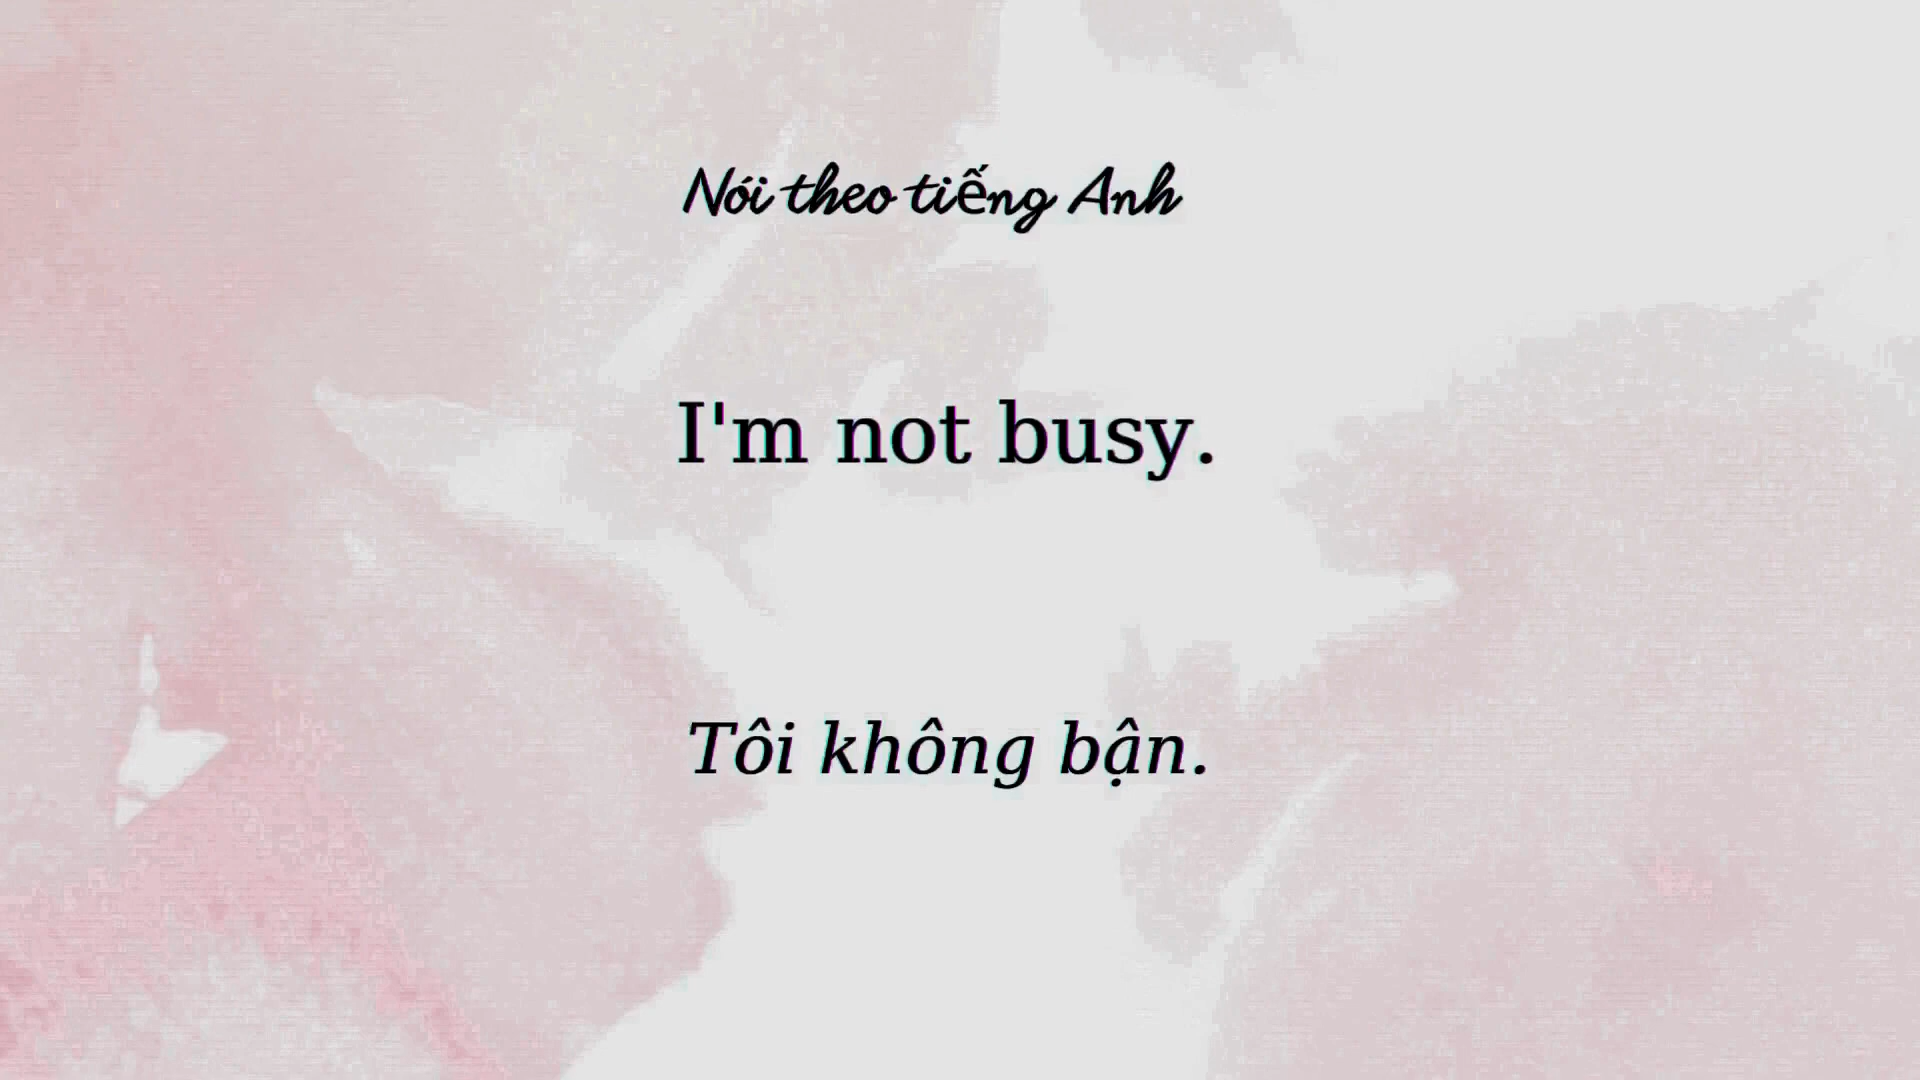 Nói theo tiếng Anh
I'm not busy.
Tôi không bận.